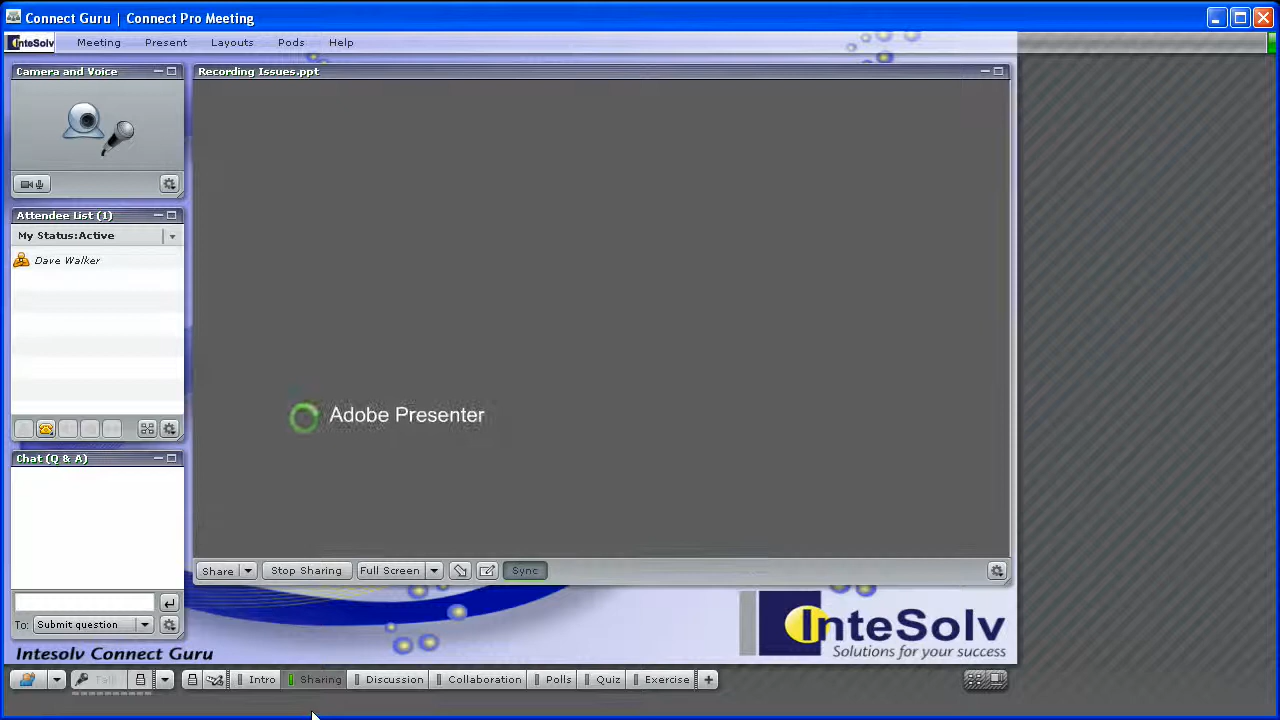 Connect Guru | Connect Pro Meeting
InteSolv Meeting Present Layouts Pods Help
Camera and Voice
Recording Issues.ppt
Attendee List (1)
My Status:Active
Dave Walker
Adobe Presenter
Chat (Q & A)
Share Stop Sharing Full Screen Sync
To: Submit question
InteSolv
Solutions for your success
Intesolv Connect Guru
Talk Intro Sharing Discussion Collaboration Polls Quiz Exercise +